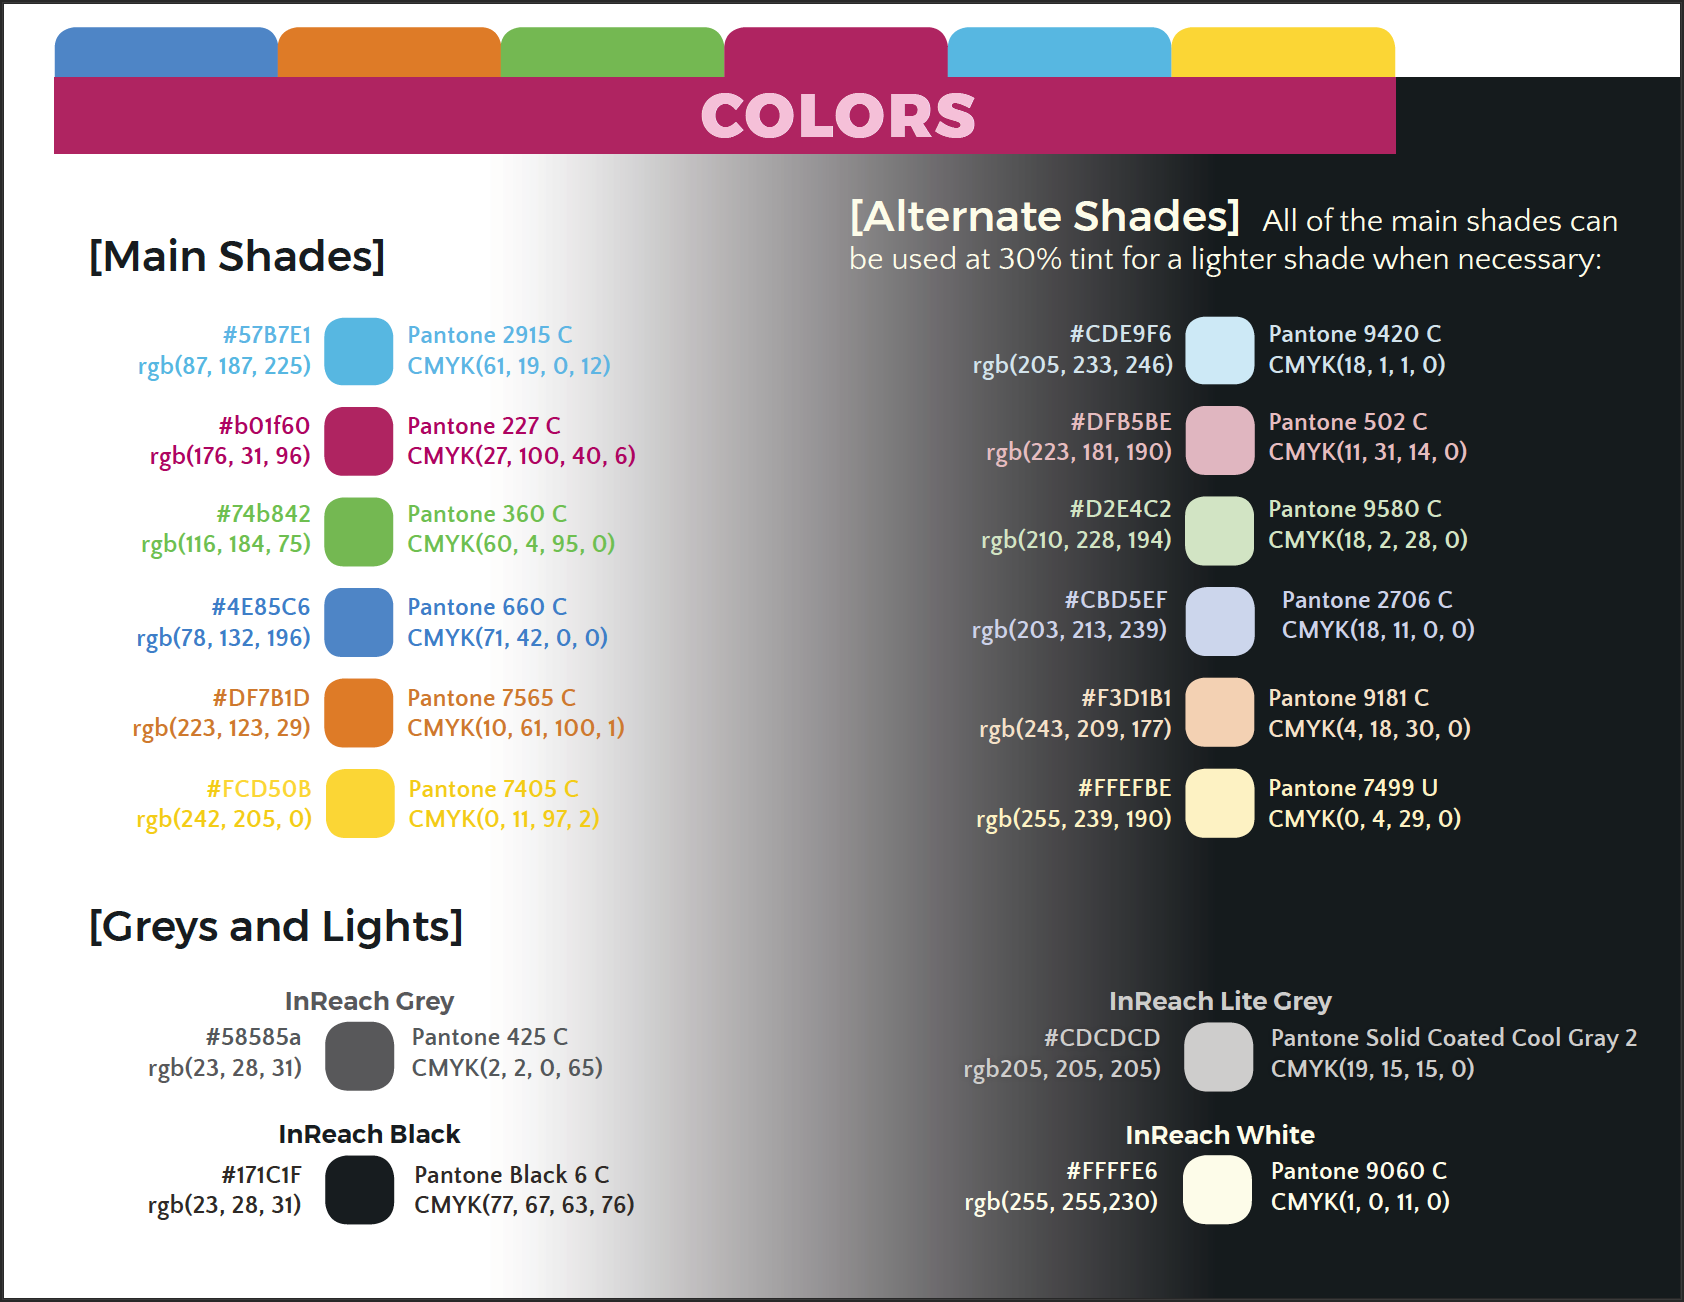 COLORS
[Main Shades]
#57B7E1
rgb(87, 187, 225)
Pantone 2915 C
CMYK(61, 19, 0, 12)
#b01f60
rgb(176, 31, 96)
Pantone 227 C
CMYK(27, 100, 40, 6)
#74b842
rgb(116, 184, 75)
Pantone 360 C
CMYK(60, 4, 95, 0)
#4E85C6
rgb(78, 132, 196)
Pantone 660 C
CMYK(71, 42, 0, 0)
#DF7B1D
rgb(223, 123, 29)
Pantone 7565 C
CMYK(10, 61, 100, 1)
#FCD50B
rgb(242, 205, 0)
Pantone 7405 C
CMYK(0, 11, 97, 2)
[Alternate Shades] All of the main shades can
be used at 30% tint for a lighter shade when necessary:
#CDE9F6
rgb(205, 233, 246)
Pantone 9420 C
CMYK(18, 1, 1, 0)
#DFB5BE
rgb(223, 181, 190)
Pantone 502 C
CMYK(11, 31, 14, 0)
#D2E4C2
rgb(210, 228, 194)
Pantone 9580 C
CMYK(18, 2, 28, 0)
#CBD5EF
rgb(203, 213, 239)
Pantone 2706 C
CMYK(18, 11, 0, 0)
#F3D1B1
rgb(243, 209, 177)
Pantone 9181 C
CMYK(4, 18, 30, 0)
#FFEFBE
rgb(255, 239, 190)
Pantone 7499 U
CMYK(0, 4, 29, 0)
[Greys and Lights]
InReach Grey
#58585a
rgb(23, 28, 31)
Pantone 425 C
CMYK(2, 2, 0, 65)
InReach Black
#171C1F
rgb(23, 28, 31)
Pantone Black 6 C
CMYK(77, 67, 63, 76)
InReach Lite Grey
#CDCDCD
rgb205, 205, 205)
Pantone Solid Coated Cool Gray 2
CMYK(19, 15, 15, 0)
InReach White
#FFFFE6
rgb(255, 255,230)
Pantone 9060 C
CMYK(1, 0, 11, 0)